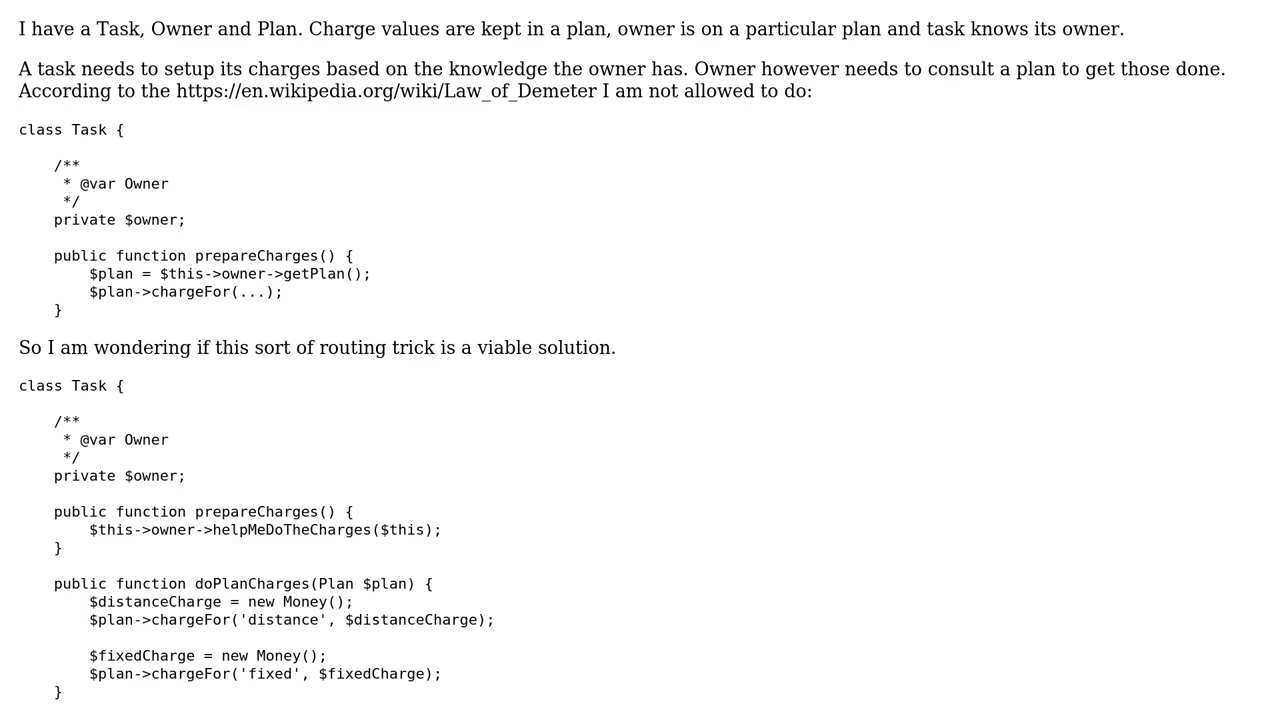 I have a Task, Owner and Plan. Charge values are kept in a plan, owner is on a particular plan and task knows its owner.
A task needs to setup its charges based on the knowledge the owner has. Owner however needs to consult a plan to get those done.
According to the https://en.wikipedia.org/wiki/Law_of_Demeter I am not allowed to do:
class Task {
    /**
     * @var Owner
     */
    private $owner;
    public function prepareCharges() {
        $plan = $this->owner->getPlan();
        $plan->chargeFor(...);
    }
So I am wondering if this sort of routing trick is a viable solution.
class Task {
    /**
     * @var Owner
     */
    private $owner;
    public function prepareCharges() {
        $this->owner->helpMeDoTheCharges($this);
    }
    public function doPlanCharges(Plan $plan) {
        $distanceCharge = new Money();
        $plan->chargeFor('distance', $distanceCharge);
        $fixedCharge = new Money();
        $plan->chargeFor('fixed', $fixedCharge);
    }